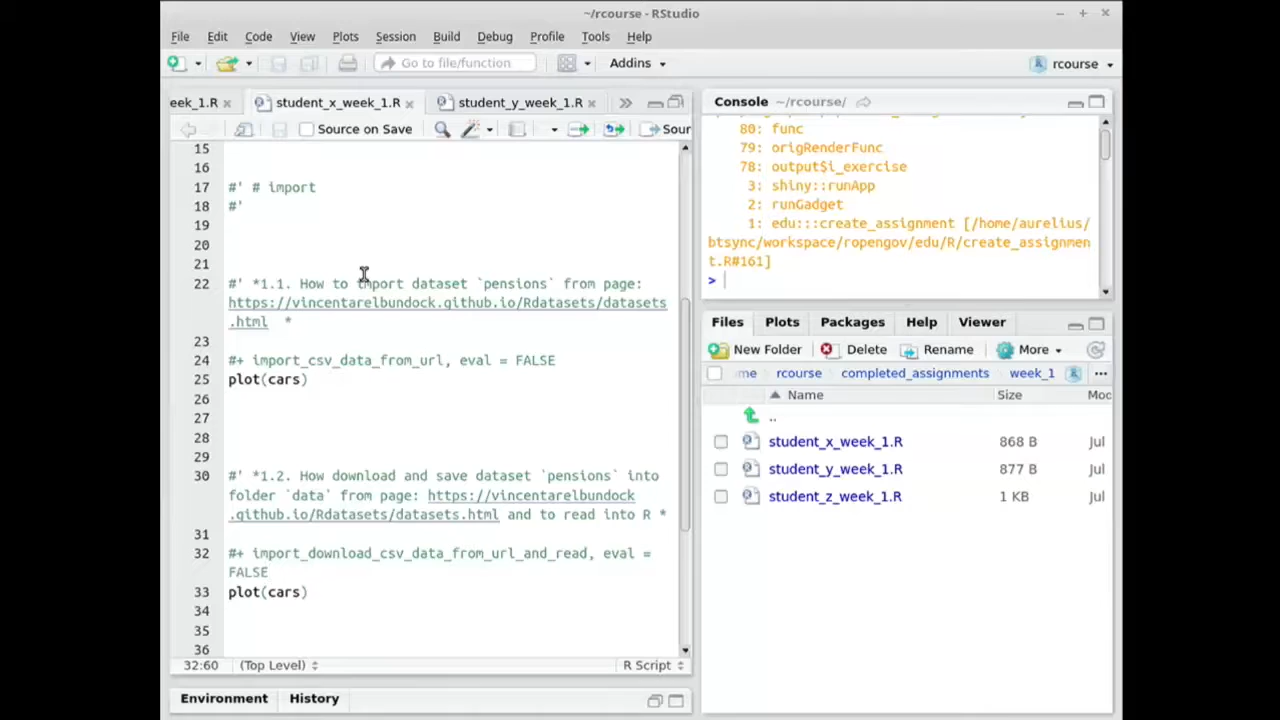 ~/rcourse - RStudio
File Edit Code View Plots Session Build Debug Profile Tools Help
Go to file/function Addins rcourse
eek_1.R student_x_week_1.R student_y_week_1.R
Source on Save Sour
15
16
17 #' # import
18 #'
19
20
21
22 #' *1.1. How to import dataset `pensions` from page:
https://vincentarelbundock.github.io/Rdatasets/datasets
.html *
23
24 #+ import_csv_data_from_url, eval = FALSE
25 plot(cars)
26
27
28
29
30 #' *1.2. How download and save dataset `pensions` into
folder `data` from page: https://vincentarelbundock
.github.io/Rdatasets/datasets.html and to read into R *
31
32 #+ import_download_csv_data_from_url_and_read, eval =
FALSE
33 plot(cars)
34
35
36
32:60 (Top Level) R Script
Environment History
Console ~/rcourse/
80: func
79: origRenderFunc
78: output$i_exercise
3: shiny::runApp
2: runGadget
1: edu:::create_assignment [/home/aurelius/
btsync/workspace/ropengov/edu/R/create_assignmen
t.R#161]
>
Files Plots Packages Help Viewer
New Folder Delete Rename More
me rcourse completed_assignments week_1 ...
Name Size Moc
..
student_x_week_1.R 868 B Jul
student_y_week_1.R 877 B Jul
student_z_week_1.R 1 KB Jul